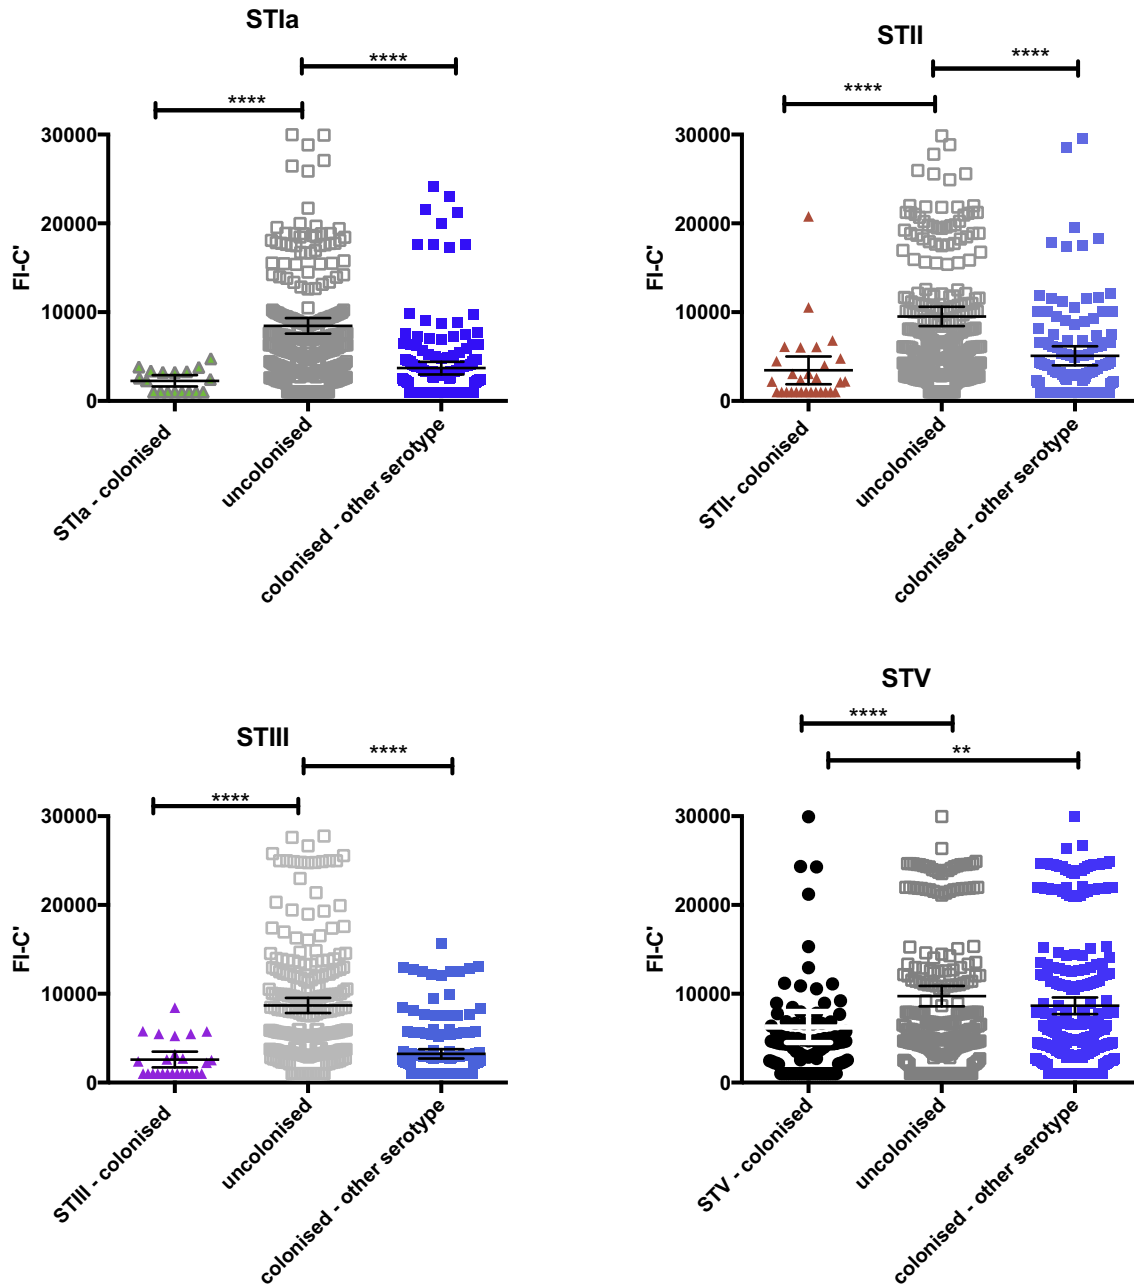 STIa
****
****
FI-C'
30000
20000
10000
0
STIa - colonised
uncolonised
colonised - other serotype
STII
****
****
FI-C'
30000
20000
10000
0
STII- colonised
uncolonised
colonised - other serotype
STIII
****
****
FI-C'
30000
20000
10000
0
STIII - colonised
uncolonised
colonised - other serotype
STV
****
**
FI-C'
30000
20000
10000
0
STV - colonised
uncolonised
colonised - other serotype